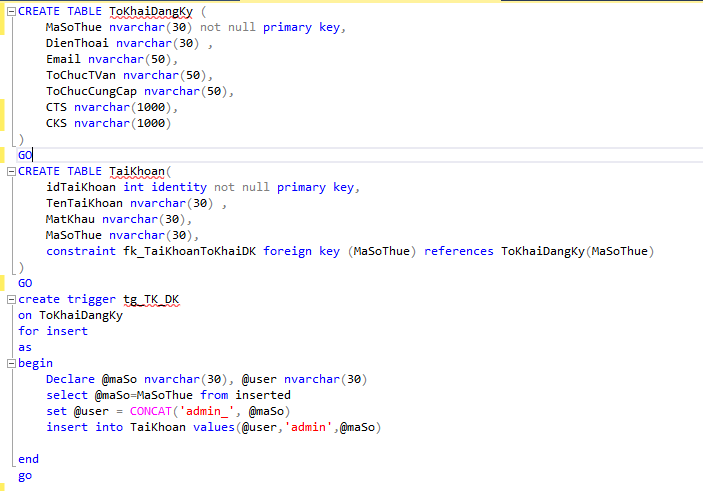 CREATE TABLE ToKhaiDangKy (
MaSoThue nvarchar(30) not null primary key,
DienThoai nvarchar(30) ,
Email nvarchar(50),
ToChucTVan nvarchar(50),
ToChucCungCap nvarchar(50),
CTS nvarchar(1000),
CKS nvarchar(1000)
)
GO
CREATE TABLE TaiKhoan(
idTaiKhoan int identity not null primary key,
TenTaiKhoan nvarchar(30) ,
MatKhau nvarchar(30),
MaSoThue nvarchar(30),
constraint fk_TaiKhoanToKhaiDK foreign key (MaSoThue) references ToKhaiDangKy(MaSoThue)
)
GO
create trigger tg_TK_DK
on ToKhaiDangKy
for insert
as
begin
Declare @maSo nvarchar(30), @user nvarchar(30)
select @maSo=MaSoThue from inserted
set @user = CONCAT('admin_', @maSo)
insert into TaiKhoan values(@user,'admin',@maSo)
end
go